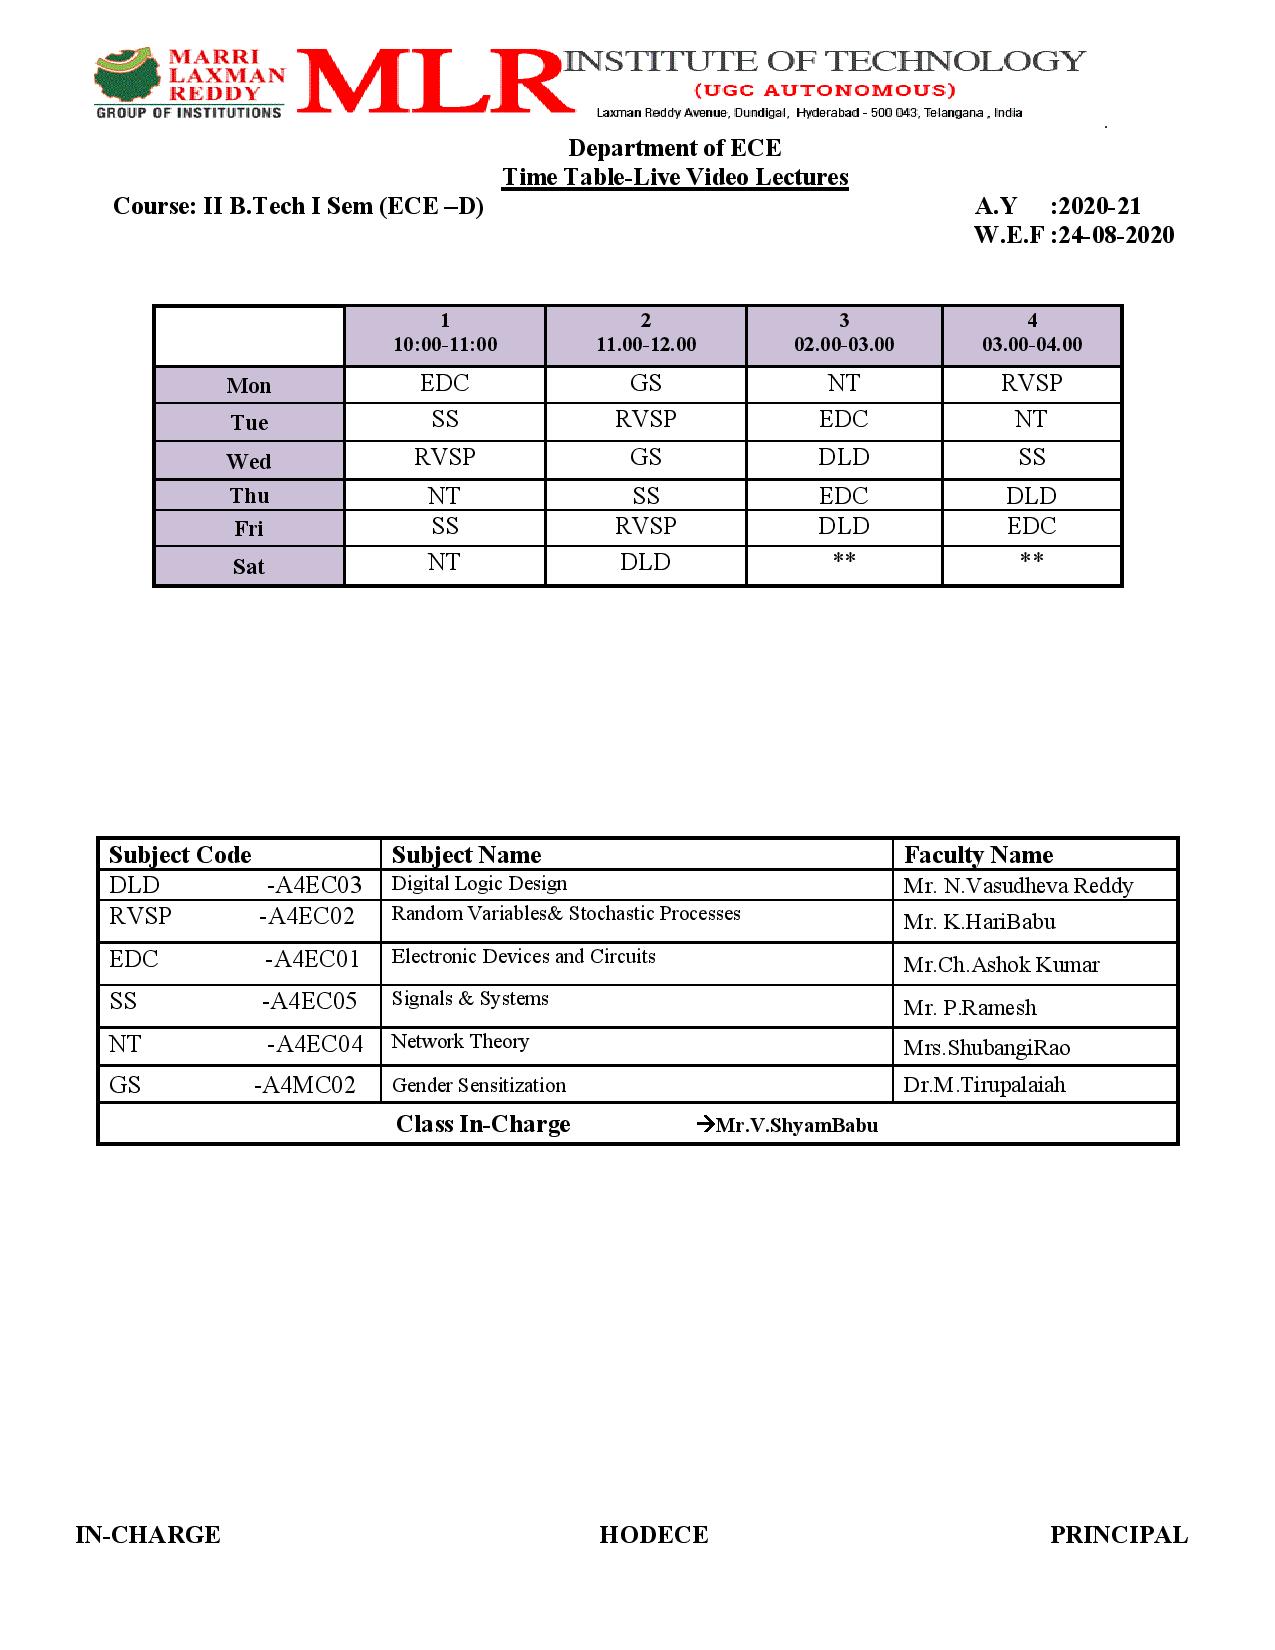 MARRI
LAXMAN
REDDY
GROUP OF INSTITUTIONS
MLR INSTITUTE OF TECHNOLOGY
(UGC AUTONOMOUS)
Laxman Reddy Avenue, Dundigal, Hyderabad - 500 043, Telangana , India
Department of ECE
Time Table-Live Video Lectures
Course: II B.Tech I Sem (ECE –D) A.Y :2020-21
W.E.F :24-08-2020
1 2 3 4
10:00-11:00 11.00-12.00 02.00-03.00 03.00-04.00
Mon EDC GS NT RVSP
Tue SS RVSP EDC NT
Wed RVSP GS DLD SS
Thu NT SS EDC DLD
Fri SS RVSP DLD EDC
Sat NT DLD ** **
Subject Code Subject Name Faculty Name
DLD -A4EC03 Digital Logic Design Mr. N.Vasudheva Reddy
RVSP -A4EC02 Random Variables& Stochastic Processes Mr. K.HariBabu
EDC -A4EC01 Electronic Devices and Circuits Mr.Ch.Ashok Kumar
SS -A4EC05 Signals & Systems Mr. P.Ramesh
NT -A4EC04 Network Theory Mrs.ShubangiRao
GS -A4MC02 Gender Sensitization Dr.M.Tirupalaiah
Class In-Charge →Mr.V.ShyamBabu
IN-CHARGE HODECE PRINCIPAL